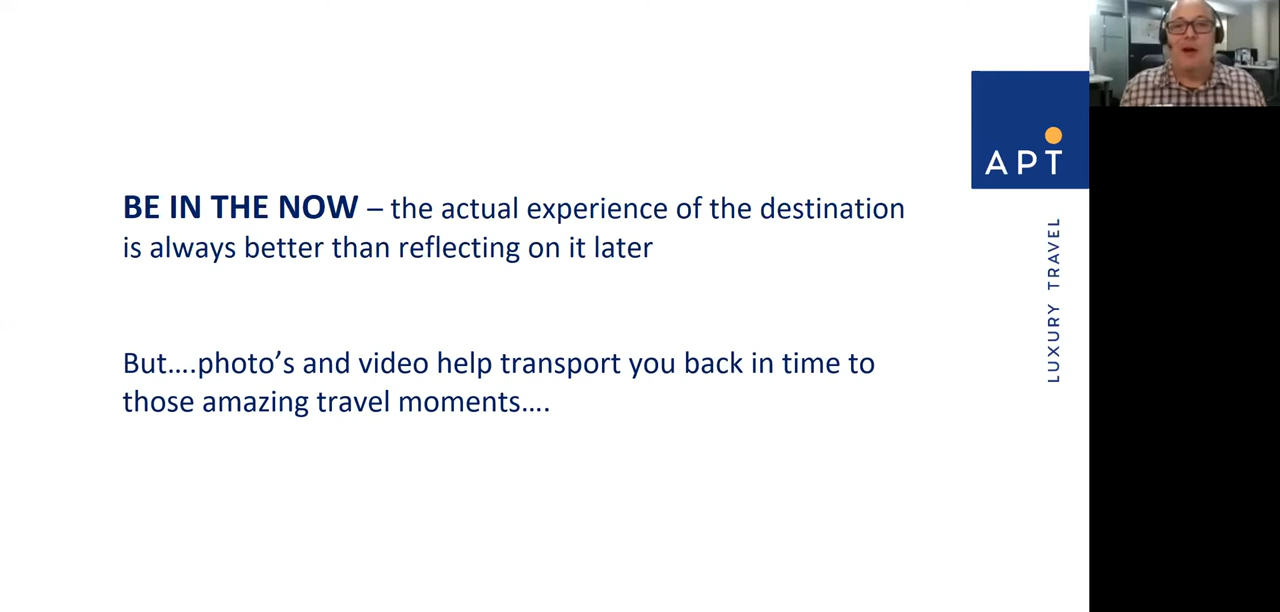 BE IN THE NOW – the actual experience of the destination
is always better than reflecting on it later
But....photo’s and video help transport you back in time to
those amazing travel moments....
APT
LUXURY TRAVEL